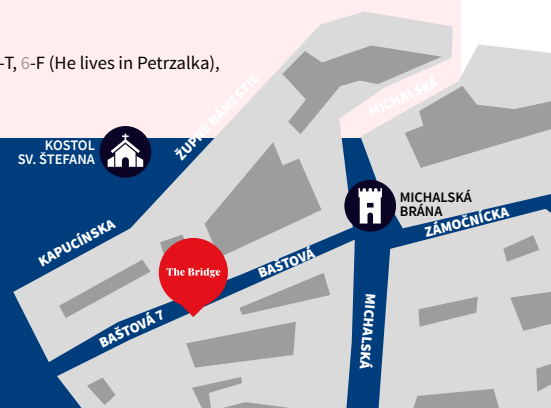 -T, 6-F (He lives in Petrzalka),
ŽUPNÉ NÁMESTIE
MICHALSKÁ
KOSTOL
SV. ŠTEFANA
MICHALSKÁ
BRÁNA
ZÁMOČNÍCKA
KAPUCÍNSKA
The Bridge
BAŠTOVÁ
BAŠTOVÁ 7
MICHALSKÁ